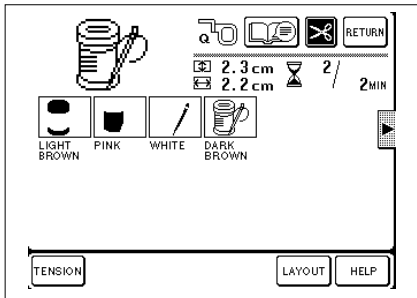 Q
RETURN
2.3cm 2/
2.2cm 2MIN
LIGHT BROWN PINK WHITE DARK BROWN
TENSION LAYOUT HELP